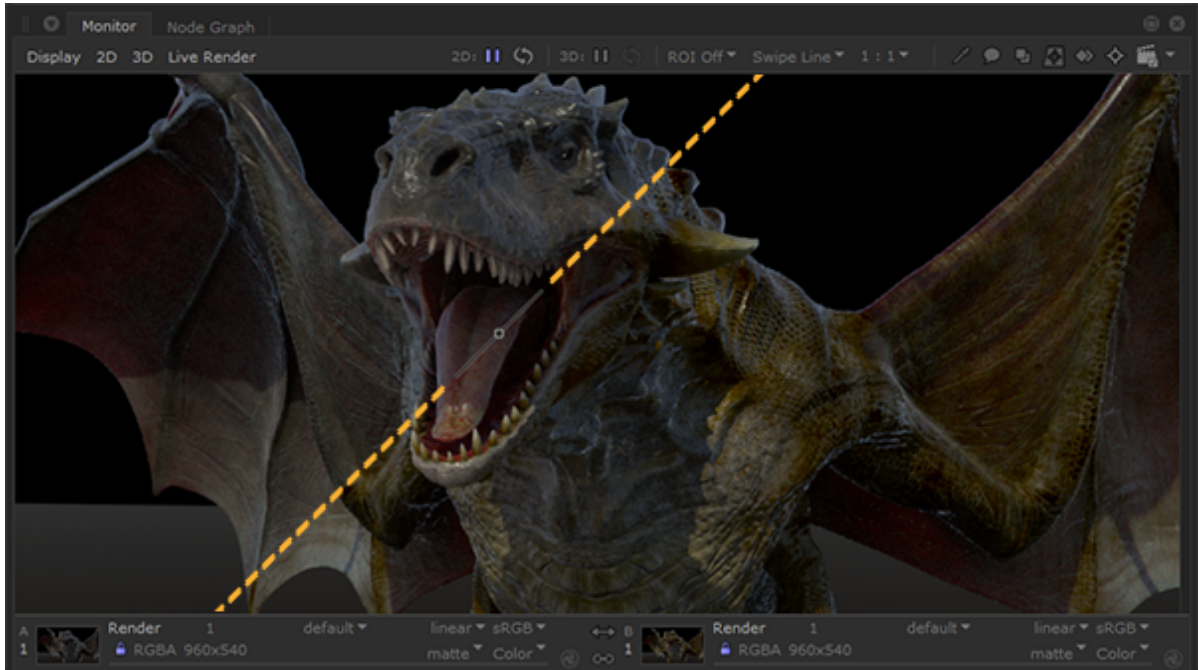 Monitor Node Graph
Display 2D 3D Live Render 2D: 3D: ROI Off Swipe Line 1 : 1
A Render 1 default linear sRGB B Render 1 default linear sRGB
1 RGBA 960x540 matte Color 1 RGBA 960x540 matte Color